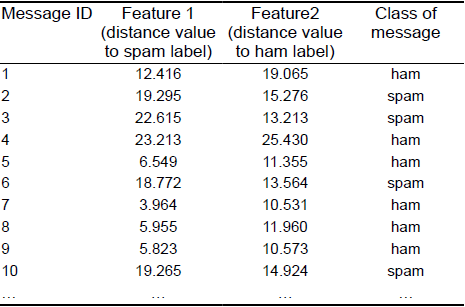 Message ID Feature 1 Feature2 Class of
(distance value (distance value message
to spam label) to ham label)
1 12.416 19.065 ham
2 19.295 15.276 spam
3 22.615 13.213 spam
4 23.213 25.430 ham
5 6.549 11.355 ham
6 18.772 13.564 spam
7 3.964 10.531 ham
8 5.955 11.960 ham
9 5.823 10.573 ham
10 19.265 14.924 spam
… … … …